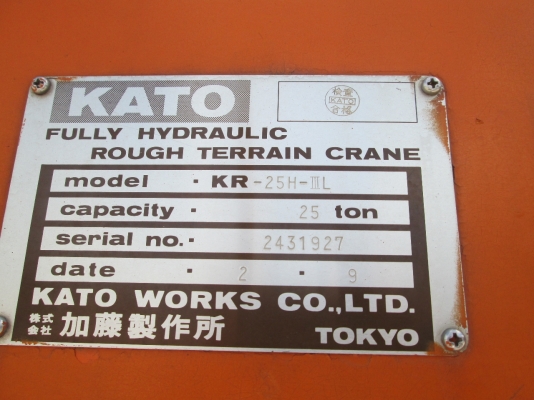 KATO
検査
KATO
合格
FULLY HYDRAULIC
ROUGH TERRAIN CRANE
model · KR-25H-ⅢL
capacity · 25 ton
serial no.· 2431927
date · 2 · 9
KATO WORKS CO.,LTD.
株式会社 加藤製作所 TOKYO